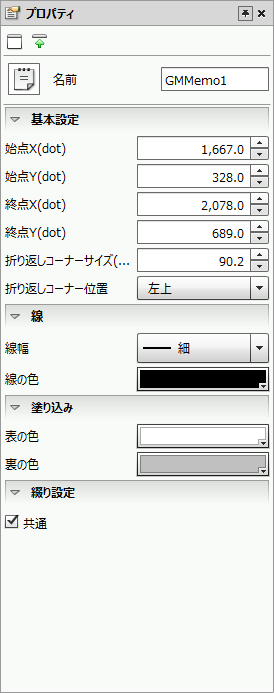 プロパティ
名前 GMMemo1
基本設定
始点X(dot) 1,667.0
始点Y(dot) 328.0
終点X(dot) 2,078.0
終点Y(dot) 689.0
折り返しコーナーサイズ(... 90.2
折り返しコーナー位置 左上
線
線幅 細
線の色
塗り込み
表の色
裏の色
綴り設定
共通